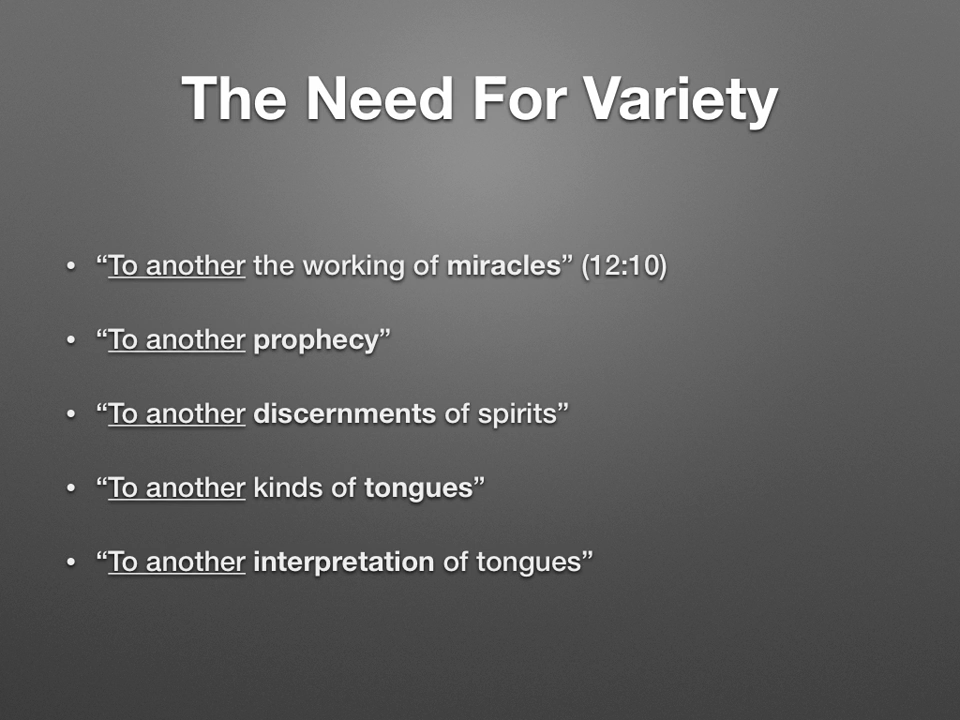 The Need For Variety
• “To another the working of miracles” (12:10)
• “To another prophecy”
• “To another discernments of spirits”
• “To another kinds of tongues”
• “To another interpretation of tongues”